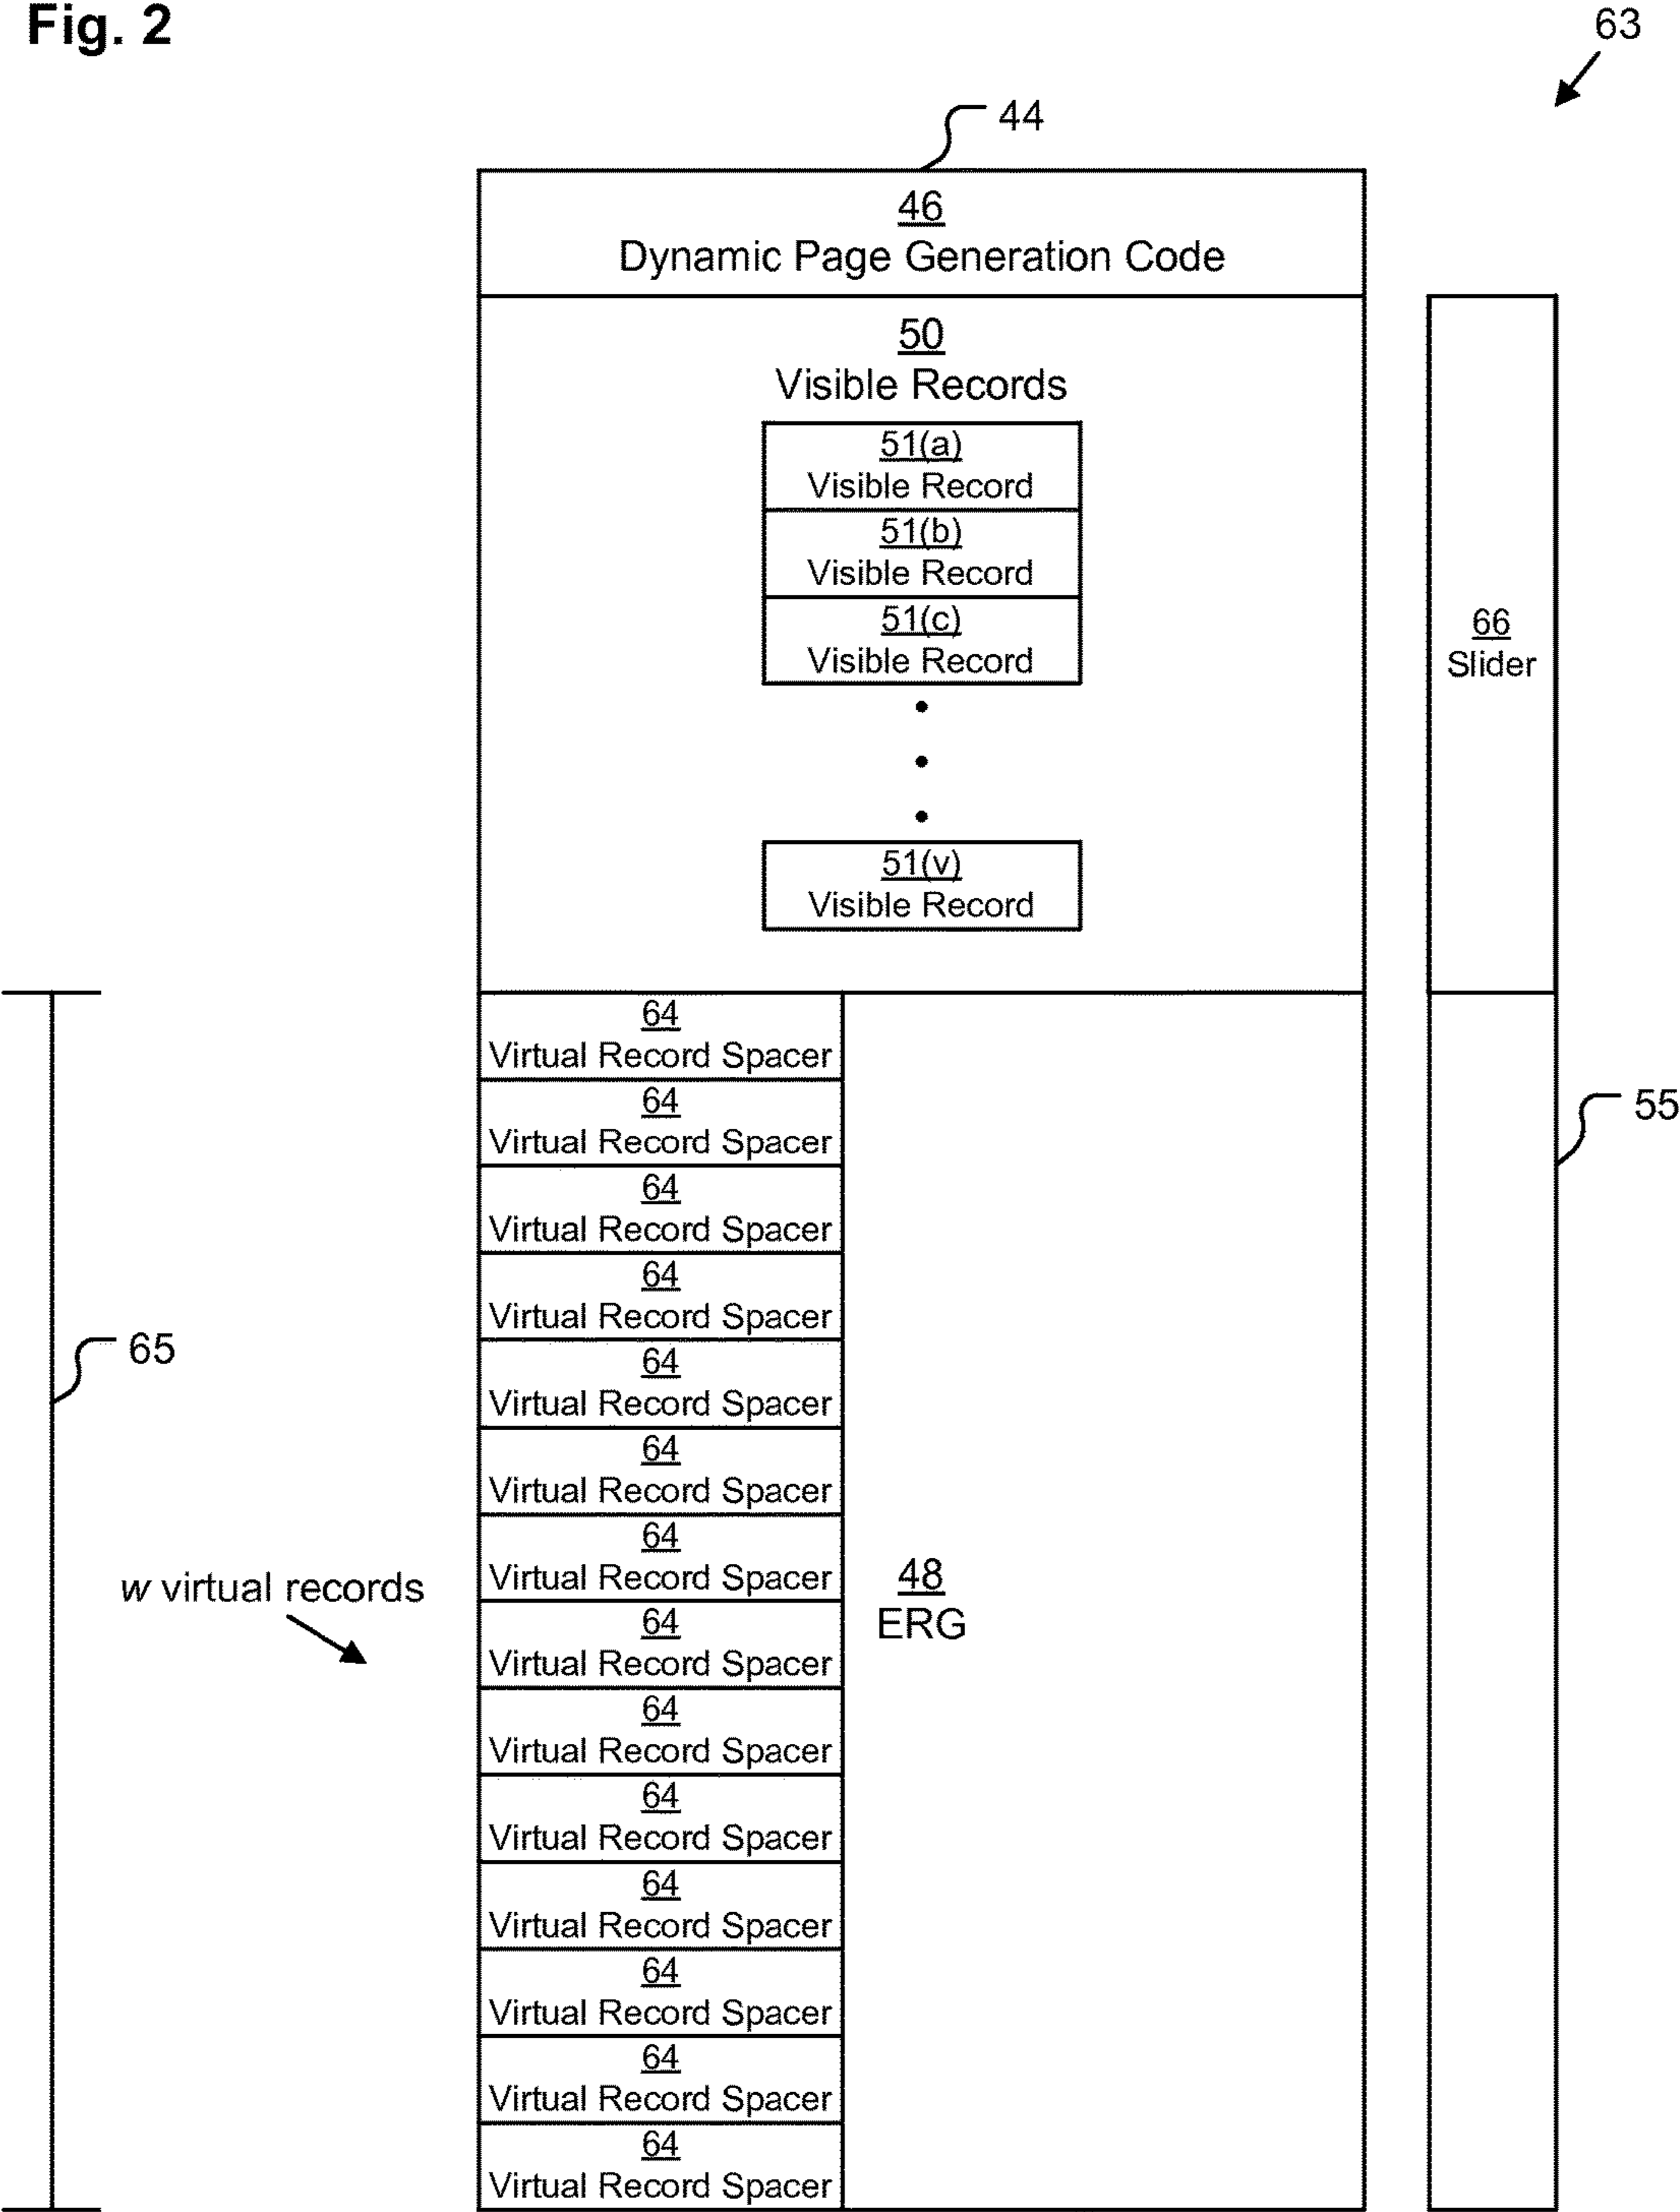 Fig. 2
63
44
46
Dynamic Page Generation Code
50
Visible Records
51(a)
Visible Record
51(b)
Visible Record
51(c)
Visible Record
66
Slider
51(v)
Visible Record
64
Virtual Record Spacer
64
Virtual Record Spacer
55
64
Virtual Record Spacer
64
Virtual Record Spacer
65
64
Virtual Record Spacer
64
Virtual Record Spacer
64
Virtual Record Spacer
w virtual records
48
ERG
64
Virtual Record Spacer
64
Virtual Record Spacer
64
Virtual Record Spacer
64
Virtual Record Spacer
64
Virtual Record Spacer
64
Virtual Record Spacer
64
Virtual Record Spacer